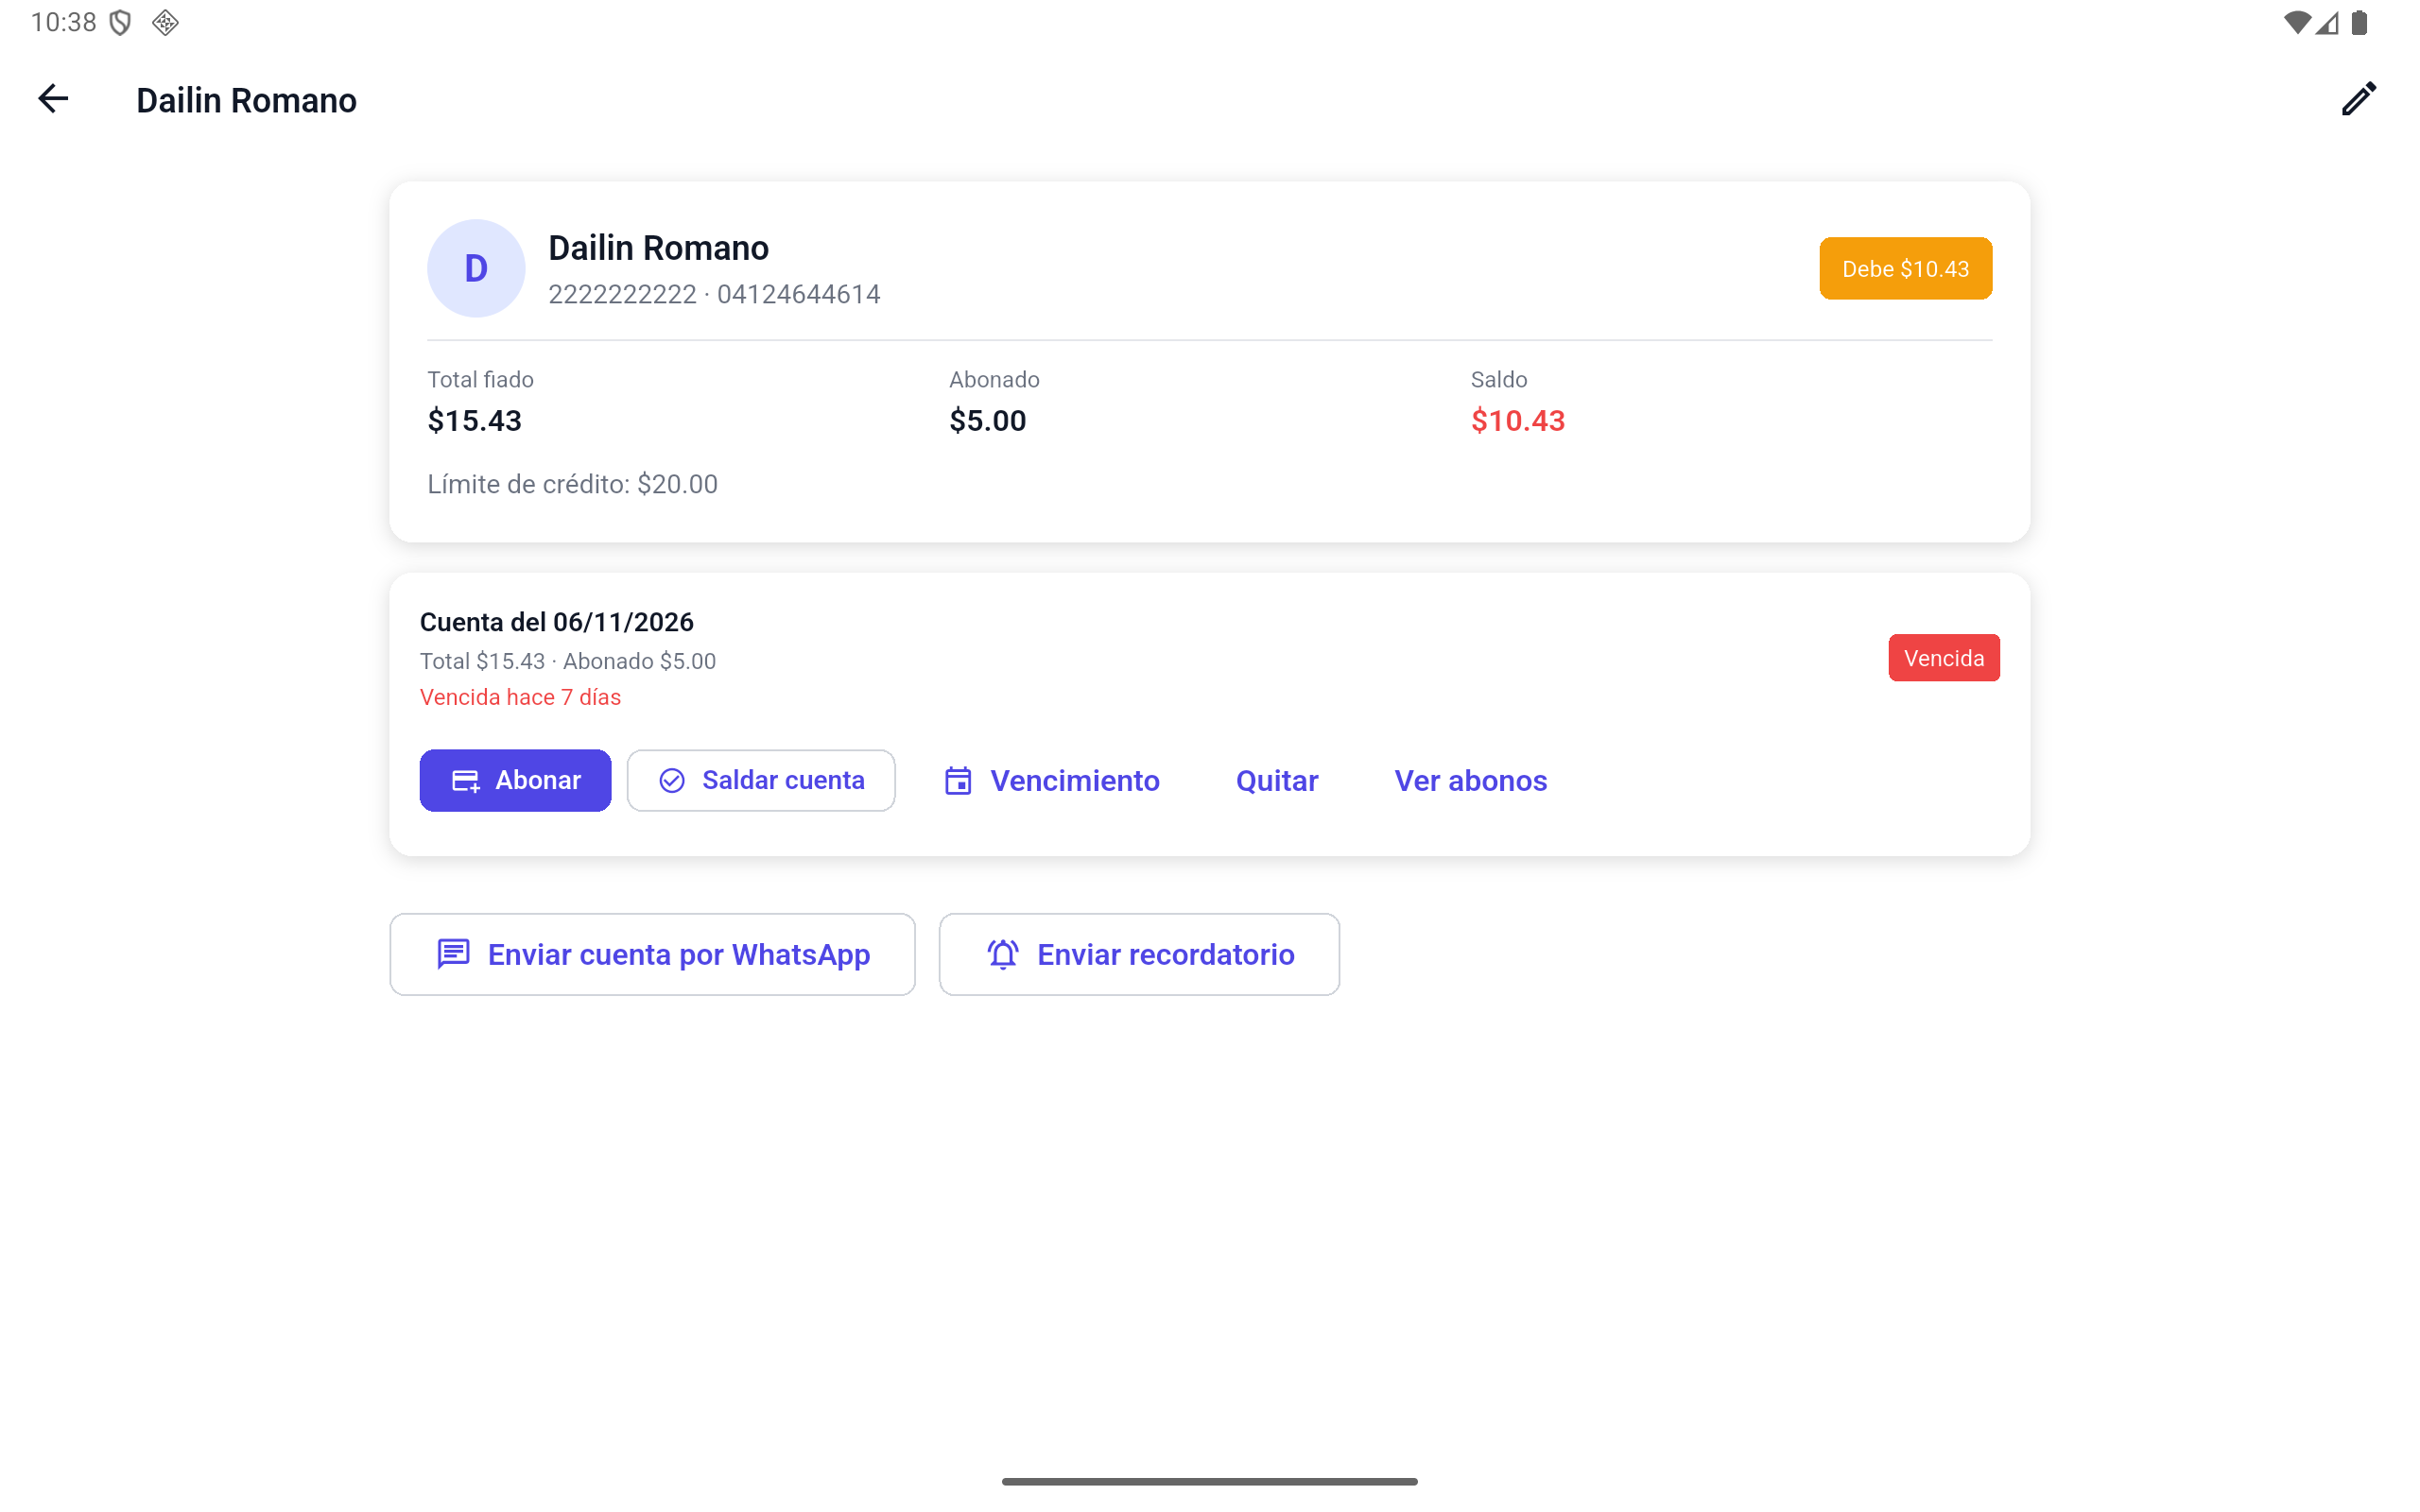 10:38
Dailin Romano
D
Dailin Romano
2222222222 · 04124644614
Debe $10.43
Total fiado
Abonado
Saldo
$15.43
$5.00
$10.43
Límite de crédito: $20.00
Cuenta del 06/11/2026
Total $15.43 · Abonado $5.00
Vencida hace 7 días
Vencida
Abonar
Saldar cuenta
Vencimiento
Quitar
Ver abonos
Enviar cuenta por WhatsApp
Enviar recordatorio